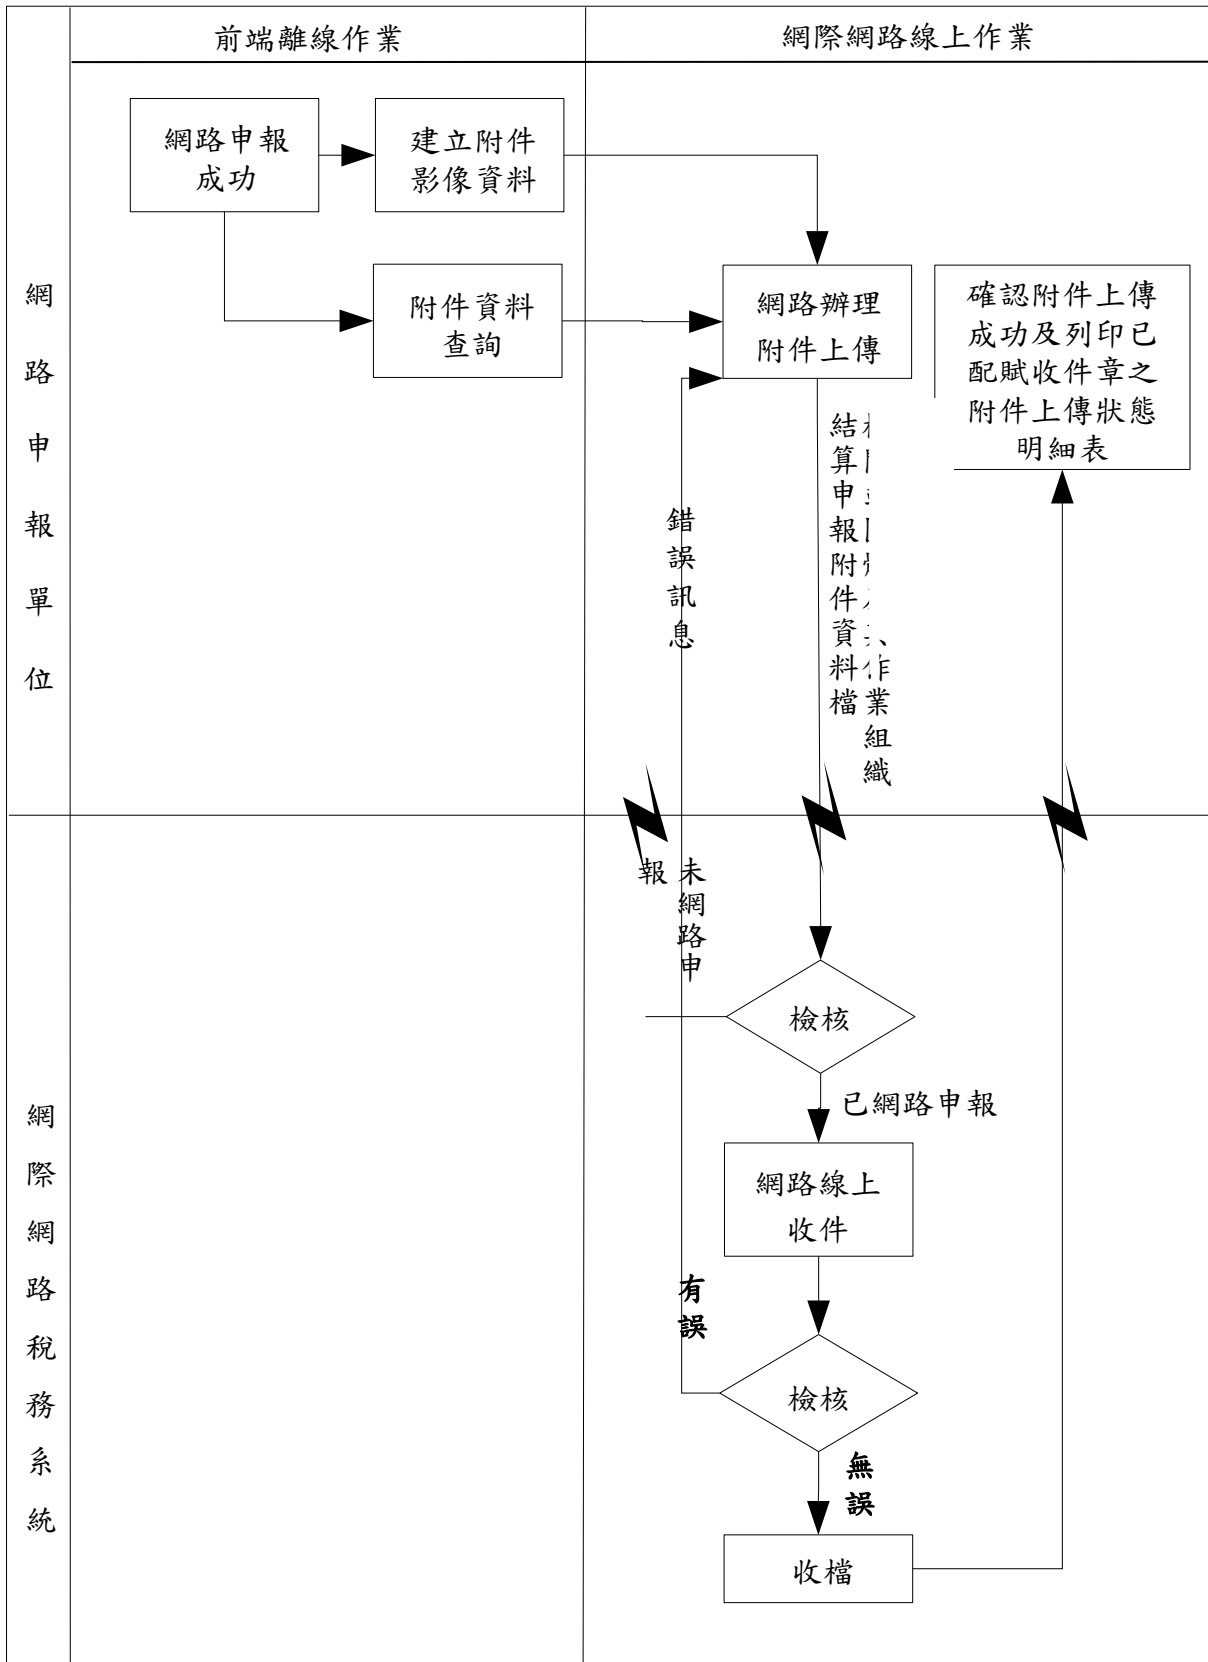 前端離線作業
網際網路線上作業
網路申報單位
網路申報
成功
建立附件
影像資料
附件資料
查詢
網路辦理
附件上傳
確認附件上傳
成功及列印已
配賦收件章之
附件上傳狀態
明細表
作業組織
結算申報附件資料檔
錯誤訊息
網際網路稅務系統
未網路申
報
檢核
已網路申報
網路線上
收件
有誤
檢核
無誤
收檔